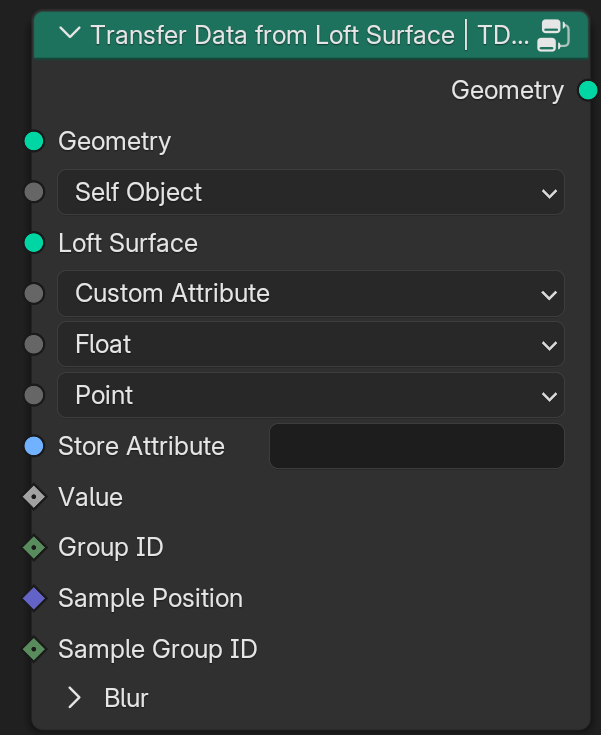 Transfer Data from Loft Surface | TD...
Geometry
Geometry
Self Object
Loft Surface
Custom Attribute
Float
Point
Store Attribute
Value
Group ID
Sample Position
Sample Group ID
Blur